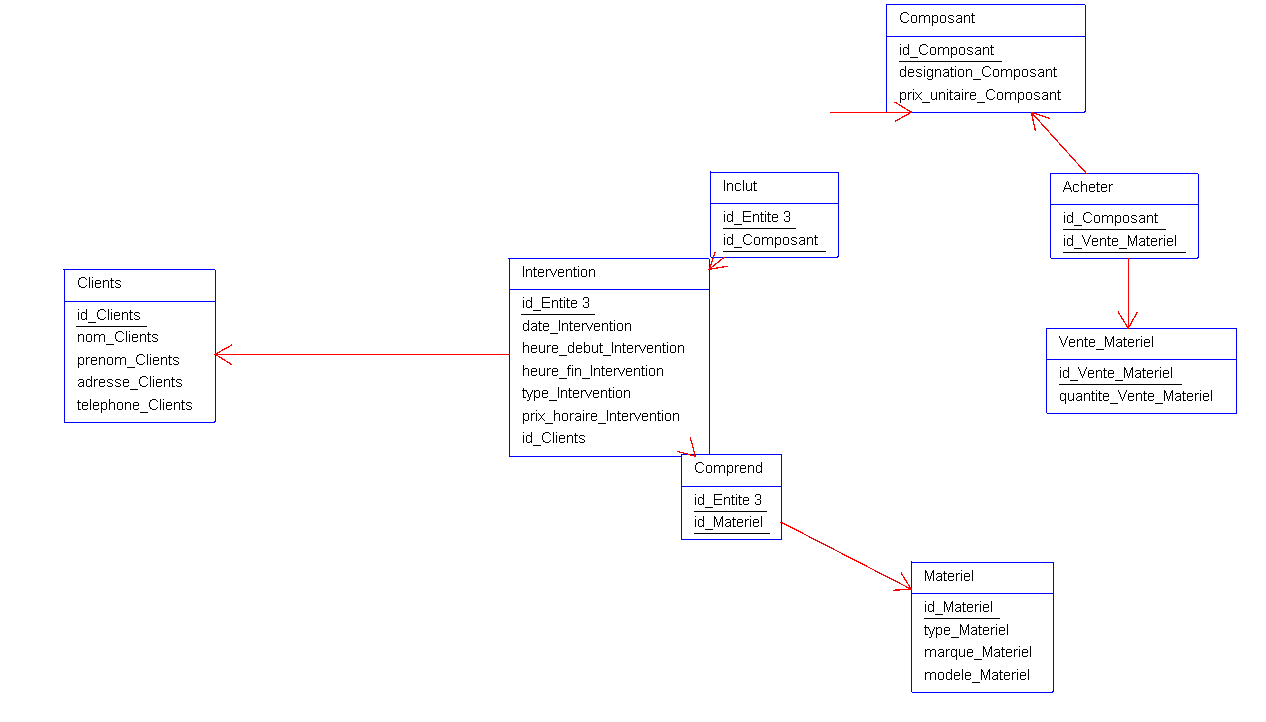 Composant
id_Composant
designation_Composant
prix_unitaire_Composant
Inclut
id_Entite 3
id_Composant
Acheter
id_Composant
id_Vente_Materiel
Clients
id_Clients
nom_Clients
prenom_Clients
adresse_Clients
telephone_Clients
Intervention
id_Entite 3
date_Intervention
heure_debut_Intervention
heure_fin_Intervention
type_Intervention
prix_horaire_Intervention
id_Clients
Vente_Materiel
id_Vente_Materiel
quantite_Vente_Materiel
Comprend
id_Entite 3
id_Materiel
Materiel
id_Materiel
type_Materiel
marque_Materiel
modele_Materiel